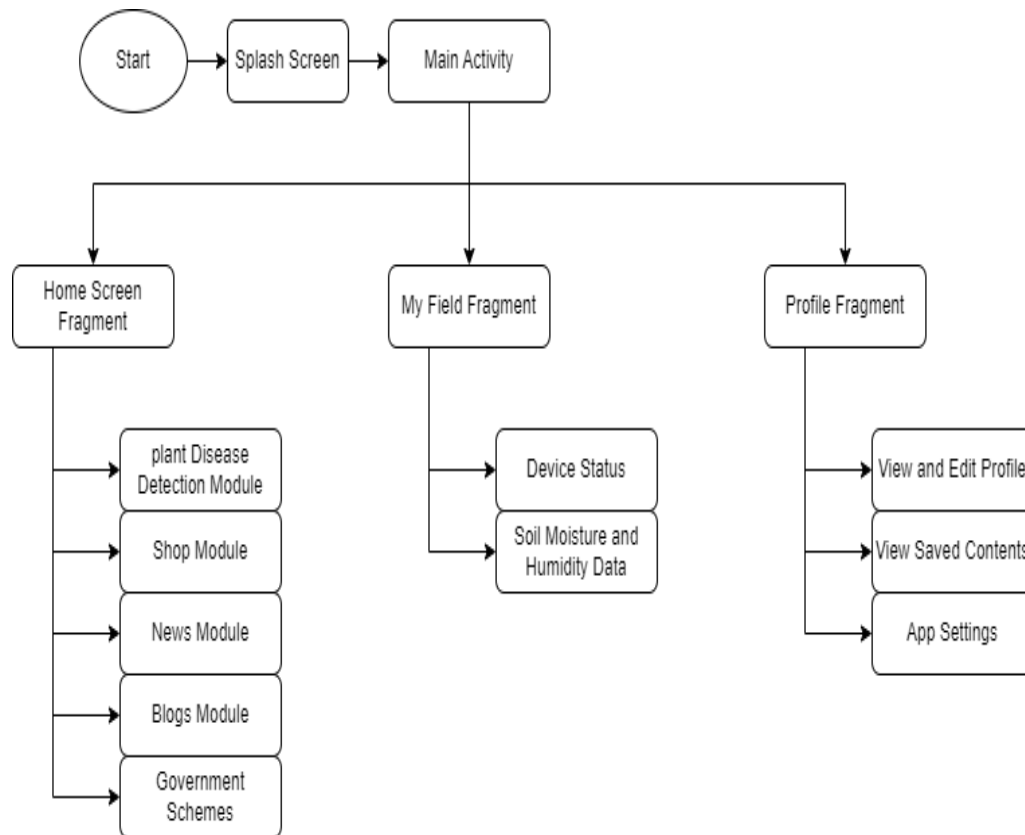 Start
Splash Screen
Main Activity
Home Screen
Fragment
My Field Fragment
Profile Fragment
plant Disease
Detection Module
Shop Module
News Module
Blogs Module
Government
Schemes
Device Status
Soil Moisture and
Humidity Data
View and Edit Profile
View Saved Contents
App Settings